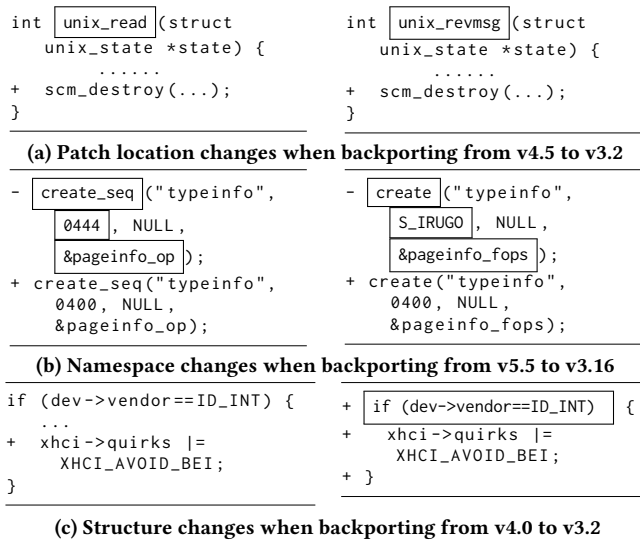 int unix_read (struct
unix_state *state) {
......
+ scm_destroy(...);
}
int unix_revmsg (struct
unix_state *state) {
......
+ scm_destroy(...);
}
(a) Patch location changes when backporting from v4.5 to v3.2
- create_seq ("typeinfo",
0444 , NULL,
&pageinfo_op );
+ create_seq("typeinfo",
0400, NULL,
&pageinfo_op);
- create ("typeinfo",
S_IRUGO , NULL,
&pageinfo_fops );
+ create("typeinfo",
0400, NULL,
&pageinfo_fops);
(b) Namespace changes when backporting from v5.5 to v3.16
if (dev->vendor==ID_INT) {
...
+ xhci->quirks |=
XHCI_AVOID_BEI;
}
+ if (dev->vendor==ID_INT) {
+ xhci->quirks |=
XHCI_AVOID_BEI;
+ }
(c) Structure changes when backporting from v4.0 to v3.2